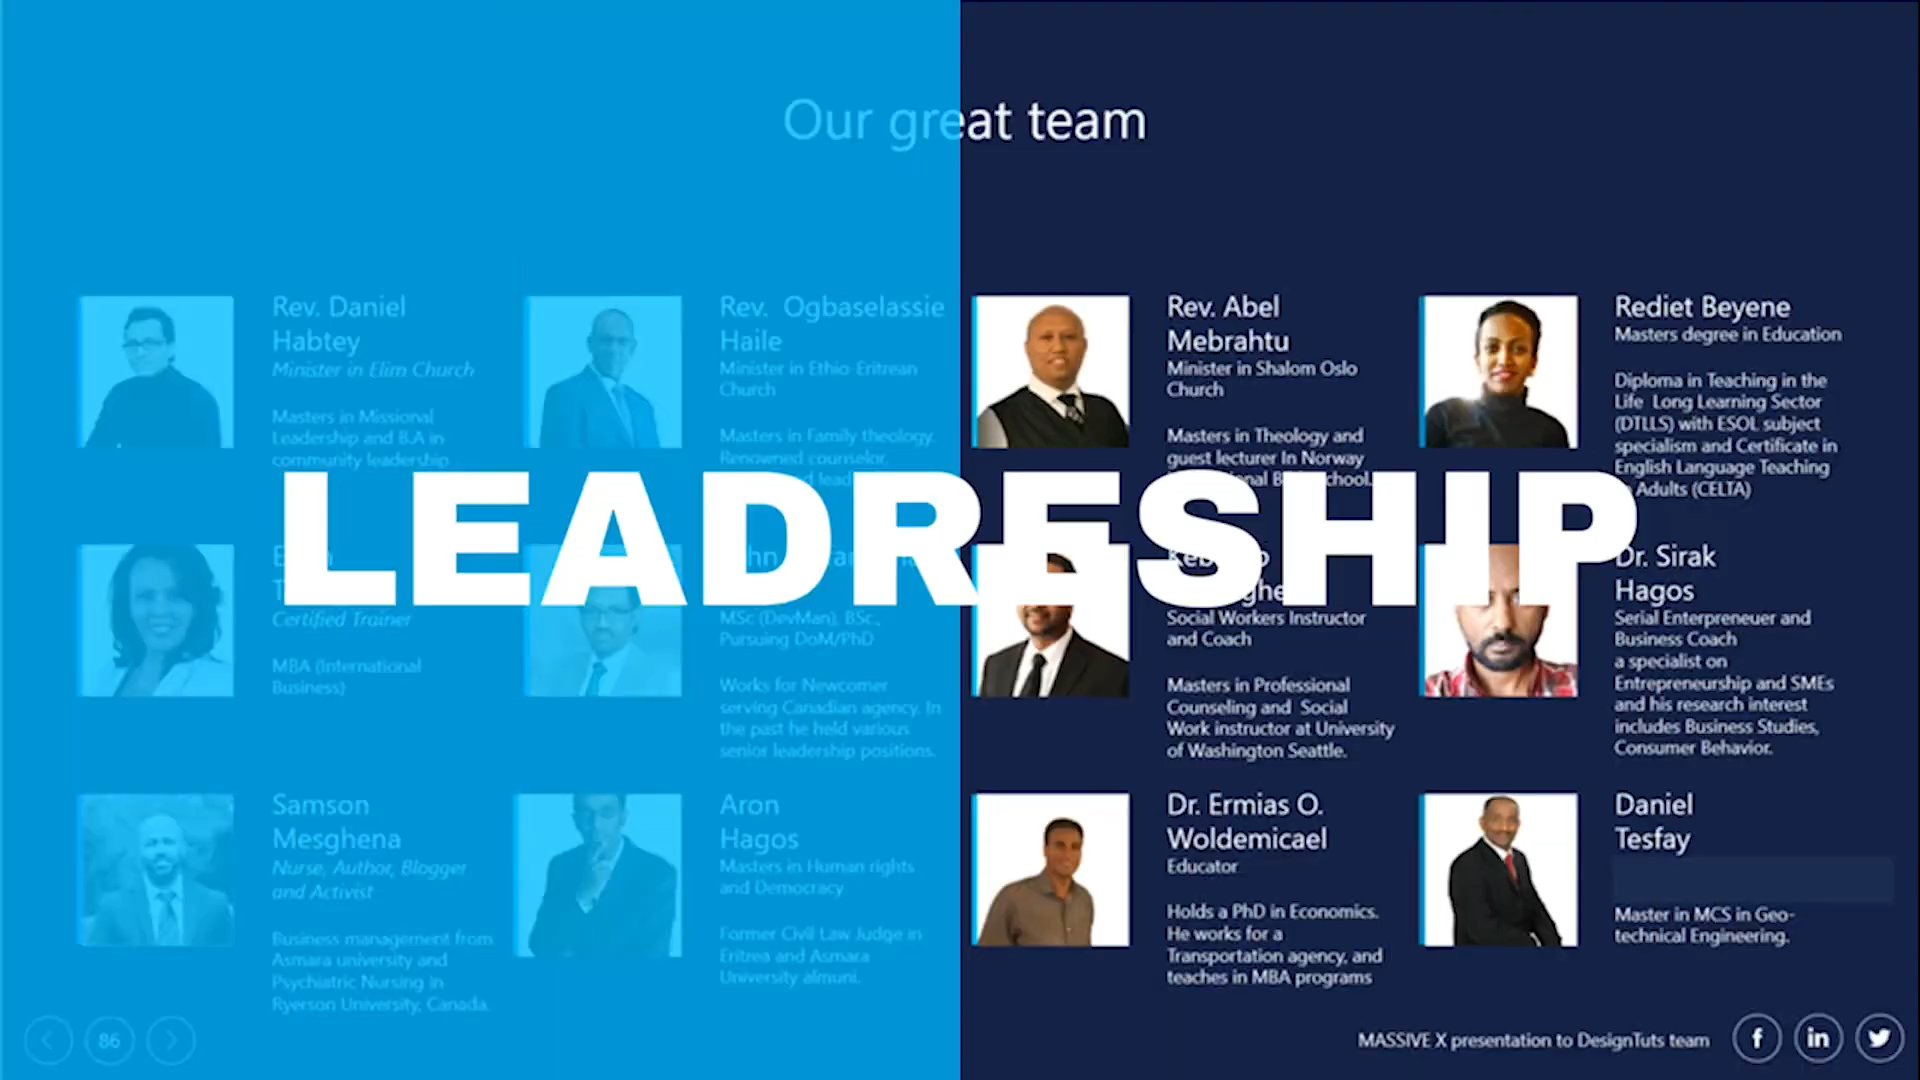 Our great team
Rev. Daniel
Habtey
Minister in Elim Church
Masters in Missional
Leadership and B.A in
community leadership
Rev. Ogbaselassie
Haile
Minister in Ethio-Eritrean
Church
Masters in Family theology.
Renowned counselor.
Rev. Abel
Mebrahtu
Minister in Shalom Oslo
Church
Masters in Theology and
guest lecturer In Norway
Rediet Beyene
Masters degree in Education
Diploma in Teaching in the
Life Long Learning Sector
(DTLLS) with ESOL subject
specialism and Certificate in
English Language Teaching
Adults (CELTA)
LEADRESHIP
Certified Trainer
MBA (International
Business)
MSc (DevMan), BSc.,
Pursuing DoM/PhD
Works for Newcomer
serving Canadian agency. In
the past he held various
senior leadership positions.
Social Workers Instructor
and Coach
Masters in Professional
Counseling and Social
Work instructor at University
of Washington Seattle.
Dr. Sirak
Hagos
Serial Enterpreneuer and
Business Coach
a specialist on
Entrepreneurship and SMEs
and his research interest
includes Business Studies,
Consumer Behavior.
Samson
Mesghena
Nurse, Author, Blogger
and Activist
Business management from
Asmara university and
Psychiatric Nursing in
Ryerson University, Canada.
Aron
Hagos
Masters in Human rights
and Democracy
Former Civil Law Judge in
Eritrea and Asmara
University almuni.
Dr. Ermias O.
Woldemicael
Educator
Holds a PhD in Economics.
He works for a
Transportation agency, and
teaches in MBA programs
Daniel
Tesfay
Master in MCS in Geo-
technical Engineering.
86
MASSIVE X presentation to DesignTuts team